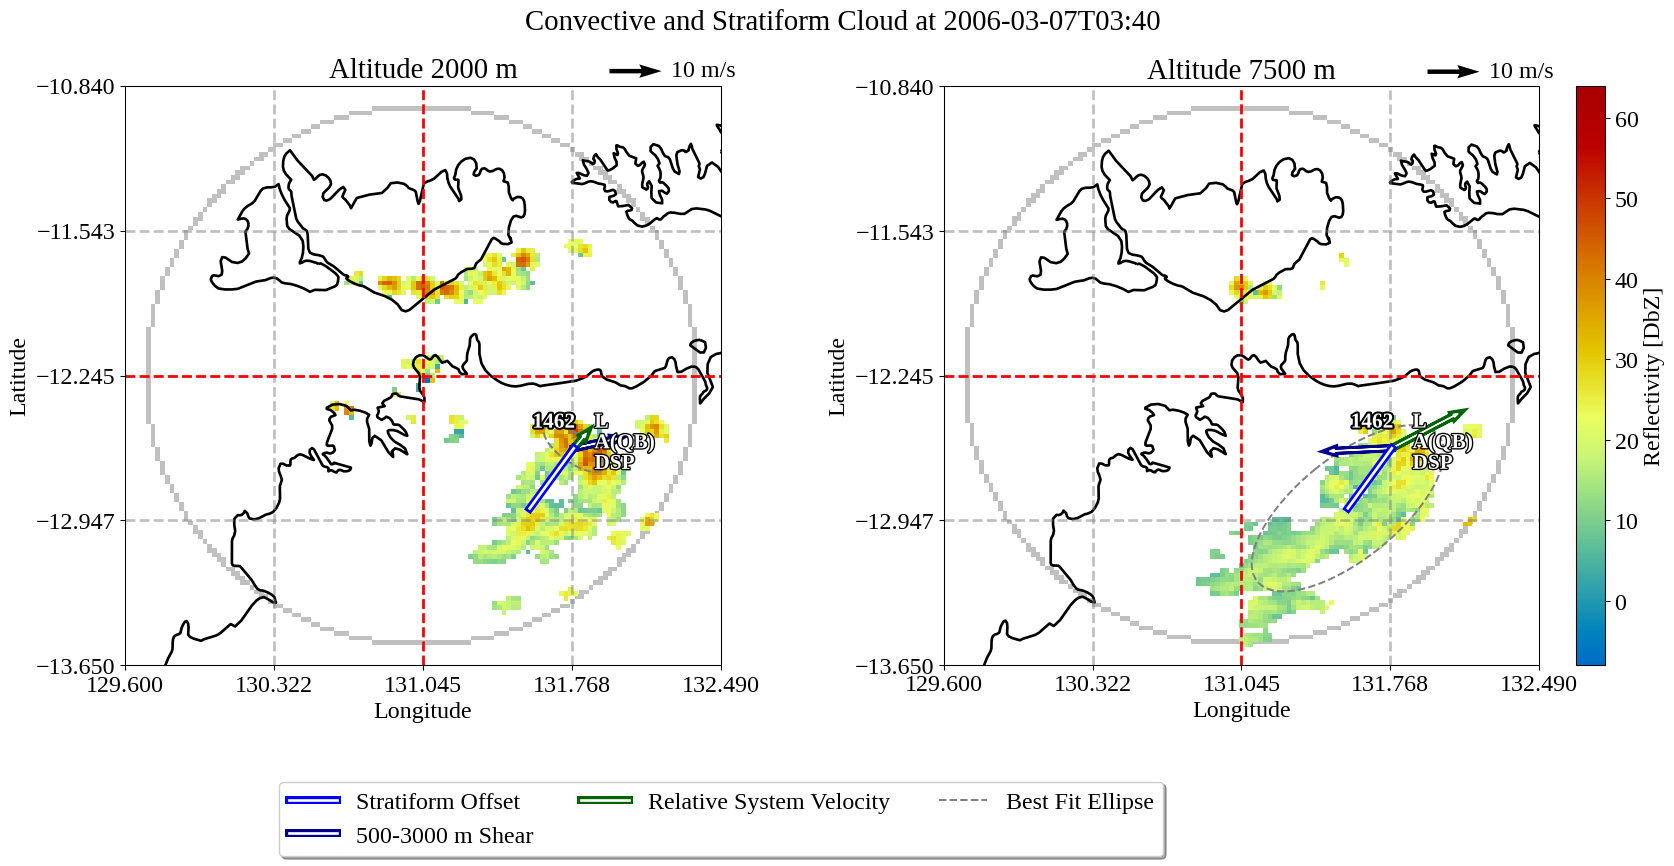 Convective and Stratiform Cloud at 2006-03-07T03:40
Altitude 2000 m
10 m/s
Altitude 7500 m
10 m/s
−10.840
−11.543
−12.245
−12.947
−13.650
129.600
130.322
131.045
131.768
132.490
Longitude
Latitude
1462
L
A(QB)
DSP
−10.840
−11.543
−12.245
−12.947
−13.650
129.600
130.322
131.045
131.768
132.490
Longitude
Latitude
1462
L
A(QB)
DSP
60
50
40
30
20
10
0
Reflectivity [DbZ]
Stratiform Offset
500-3000 m Shear
Relative System Velocity
Best Fit Ellipse